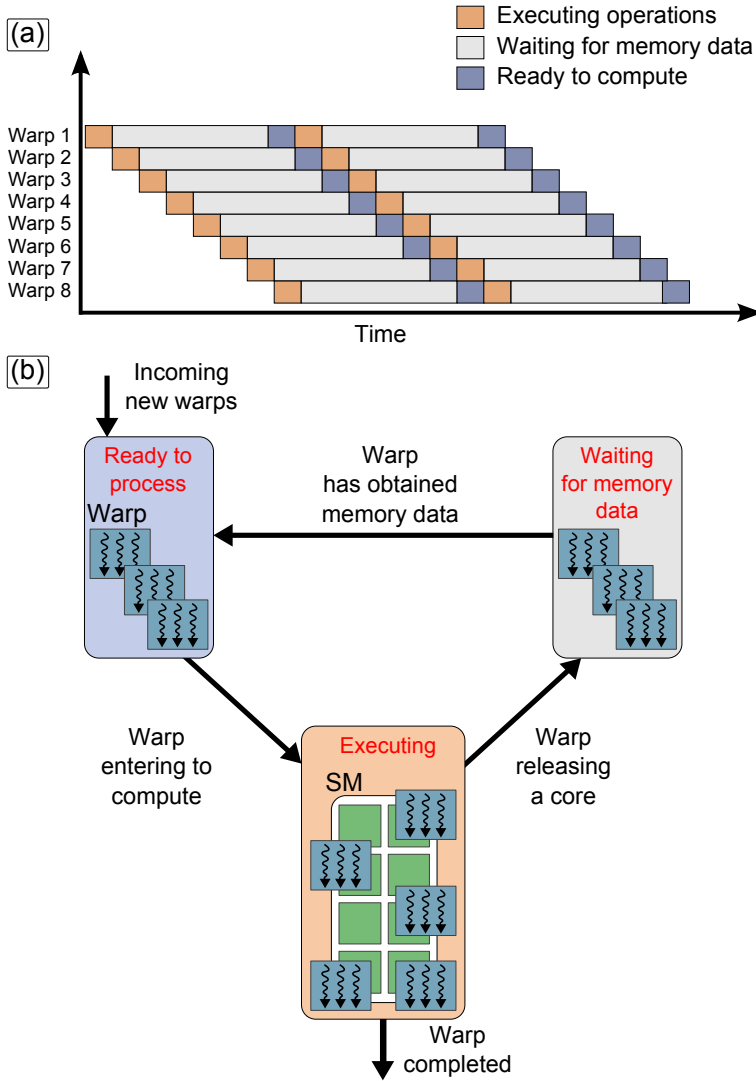 (a)
Executing operations
Waiting for memory data
Ready to compute
Warp 1
Warp 2
Warp 3
Warp 4
Warp 5
Warp 6
Warp 7
Warp 8
Time
(b)
Incoming
new warps
Ready to
process
Warp
Warp
has obtained
memory data
Waiting
for memory
data
Warp
entering to
compute
Executing
SM
Warp
releasing
a core
Warp
completed